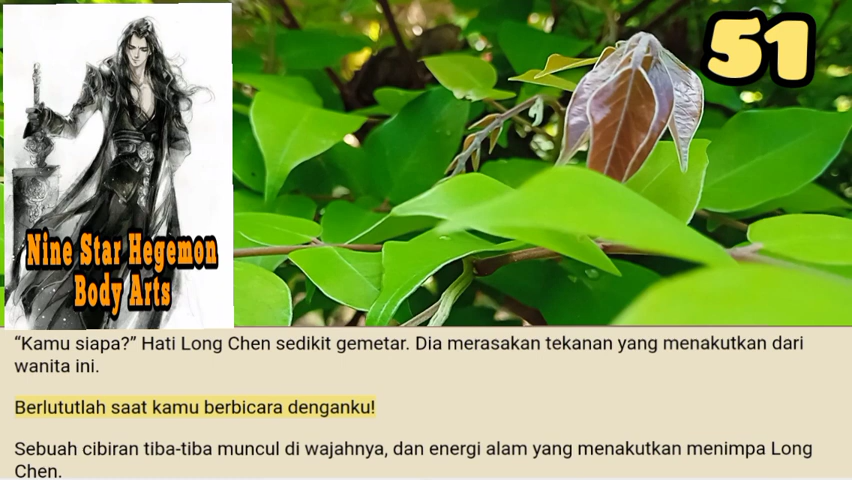 51
Nine Star Hegemon
Body Arts
“Kamu siapa?” Hati Long Chen sedikit gemetar. Dia merasakan tekanan yang menakutkan dari
wanita ini.
Berlututlah saat kamu berbicara denganku!
Sebuah cibiran tiba-tiba muncul di wajahnya, dan energi alam yang menakutkan menimpa Long
Chen.